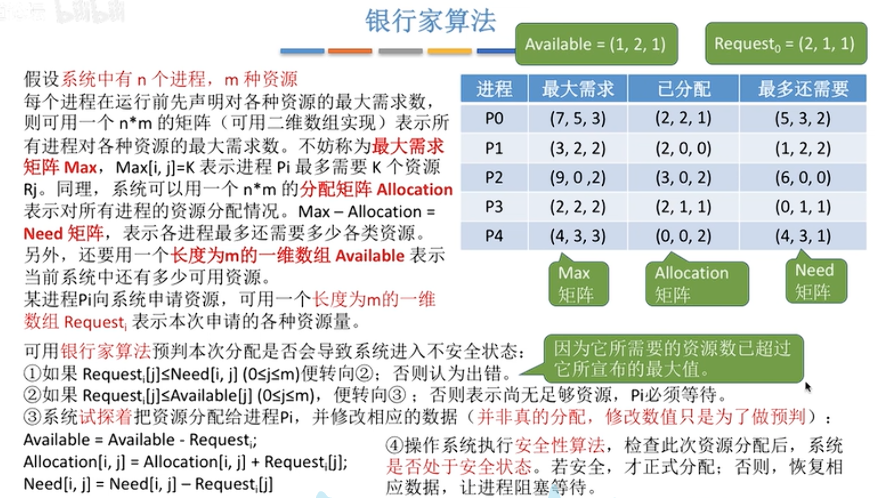 银行家算法
Available = (1, 2, 1)
Request0 = (2, 1, 1)
假设系统中有 n 个进程，m 种资源
每个进程在运行前先声明对各种资源的最大需求数，
则可用一个 n*m 的矩阵（可用二维数组实现）表示所
有进程对各种资源的最大需求数。不妨称为最大需求
矩阵 Max，Max[i, j]=K 表示进程 Pi 最多需要 K 个资源
Rj。同理，系统可以用一个 n*m 的分配矩阵 Allocation
表示对所有进程的资源分配情况。Max – Allocation =
Need 矩阵，表示各进程最多还需要多少各类资源。
另外，还要用一个长度为m的一维数组 Available 表示
当前系统中还有多少可用资源。
某进程Pi向系统申请资源，可用一个长度为m的一维
数组 Requesti 表示本次申请的各种资源量。
进程 最大需求 已分配 最多还需要
P0 (7, 5, 3) (2, 2, 1) (5, 3, 2)
P1 (3, 2, 2) (2, 0, 0) (1, 2, 2)
P2 (9, 0 ,2) (3, 0, 2) (6, 0, 0)
P3 (2, 2, 2) (2, 1, 1) (0, 1, 1)
P4 (4, 3, 3) (0, 0, 2) (4, 3, 1)
Max
矩阵
Allocation
矩阵
Need
矩阵
可用银行家算法预判本次分配是否会导致系统进入不安全状态：
①如果 Requesti[j]≤Need[i, j] (0≤j≤m)便转向②；否则认为出错。
因为它所需要的资源数已超过
它所宣布的最大值。
②如果 Requesti[j]≤Available[j] (0≤j≤m)，便转向③；否则表示尚无足够资源，Pi必须等待。
③系统试探着把资源分配给进程Pi，并修改相应的数据（并非真的分配，修改数值只是为了做预判）：
Available = Available - Requesti;
Allocation[i, j] = Allocation[i, j] + Requesti[j];
Need[i, j] = Need[i, j] – Requesti[j]
④操作系统执行安全性算法，检查此次资源分配后，系统
是否处于安全状态。若安全，才正式分配；否则，恢复相
应数据，让进程阻塞等待。